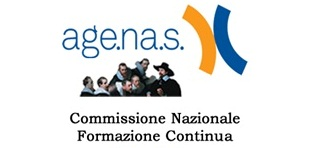 age.na.s.
Commissione Nazionale
Formazione Continua